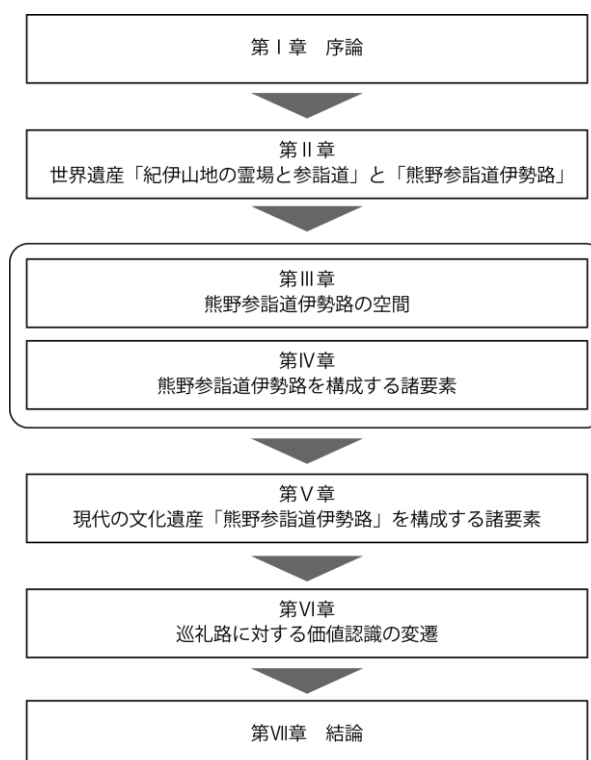 第Ⅰ章　序論
第Ⅱ章
世界遺産「紀伊山地の霊場と参詣道」と「熊野参詣道伊勢路」
第Ⅲ章
熊野参詣道伊勢路の空間
第Ⅳ章
熊野参詣道伊勢路を構成する諸要素
第Ⅴ章
現代の文化遺産「熊野参詣道伊勢路」を構成する諸要素
第Ⅵ章
巡礼路に対する価値認識の変遷
第Ⅶ章　結論